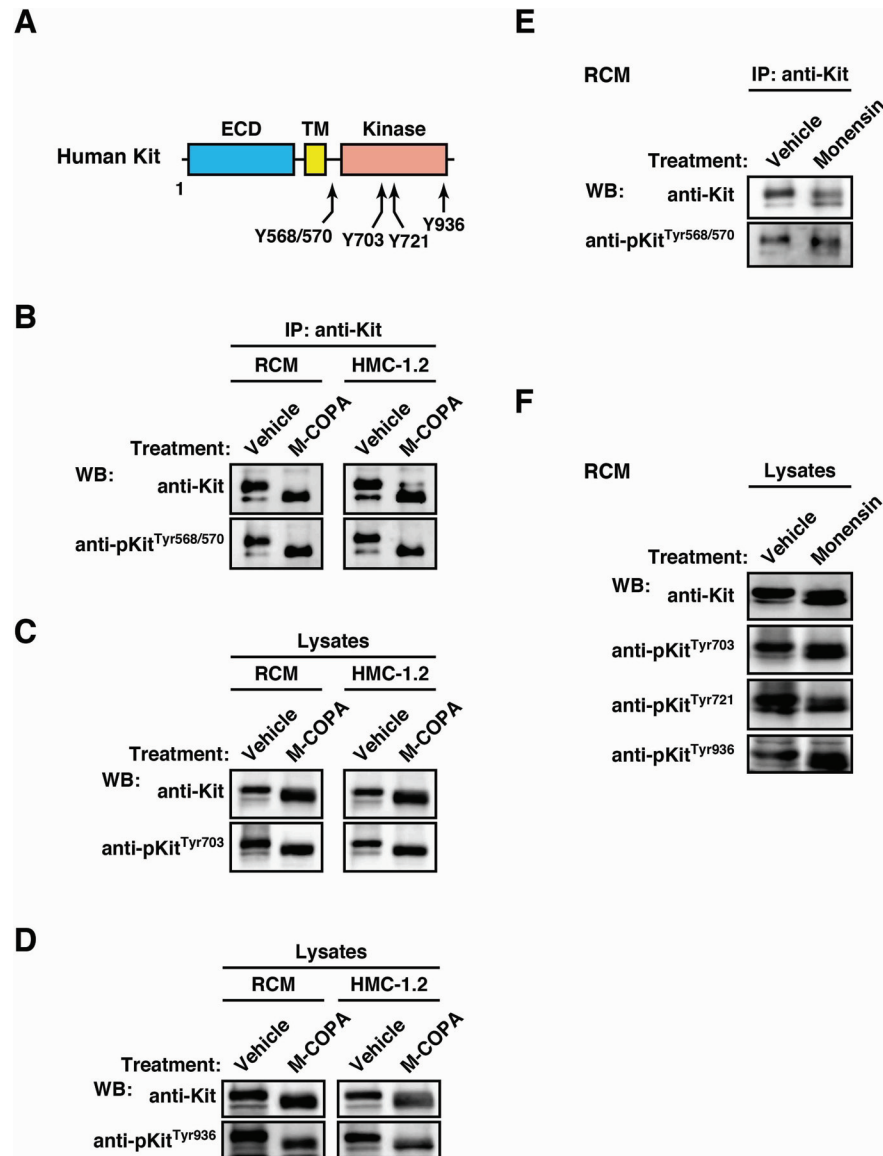 A
ECD TM Kinase
Human Kit
1
Y568/570 Y703 Y721 Y936
B
IP: anti-Kit
RCM HMC-1.2
Treatment: Vehicle M-COPA Vehicle M-COPA
WB: anti-Kit
anti-pKitTyr568/570
C
Lysates
RCM HMC-1.2
Treatment: Vehicle M-COPA Vehicle M-COPA
WB: anti-Kit
anti-pKitTyr703
D
Lysates
RCM HMC-1.2
Treatment: Vehicle M-COPA Vehicle M-COPA
WB: anti-Kit
anti-pKitTyr936
E
RCM IP: anti-Kit
Treatment: Vehicle Monensin
WB: anti-Kit
anti-pKitTyr568/570
F
RCM Lysates
Treatment: Vehicle Monensin
WB: anti-Kit
anti-pKitTyr703
anti-pKitTyr721
anti-pKitTyr936